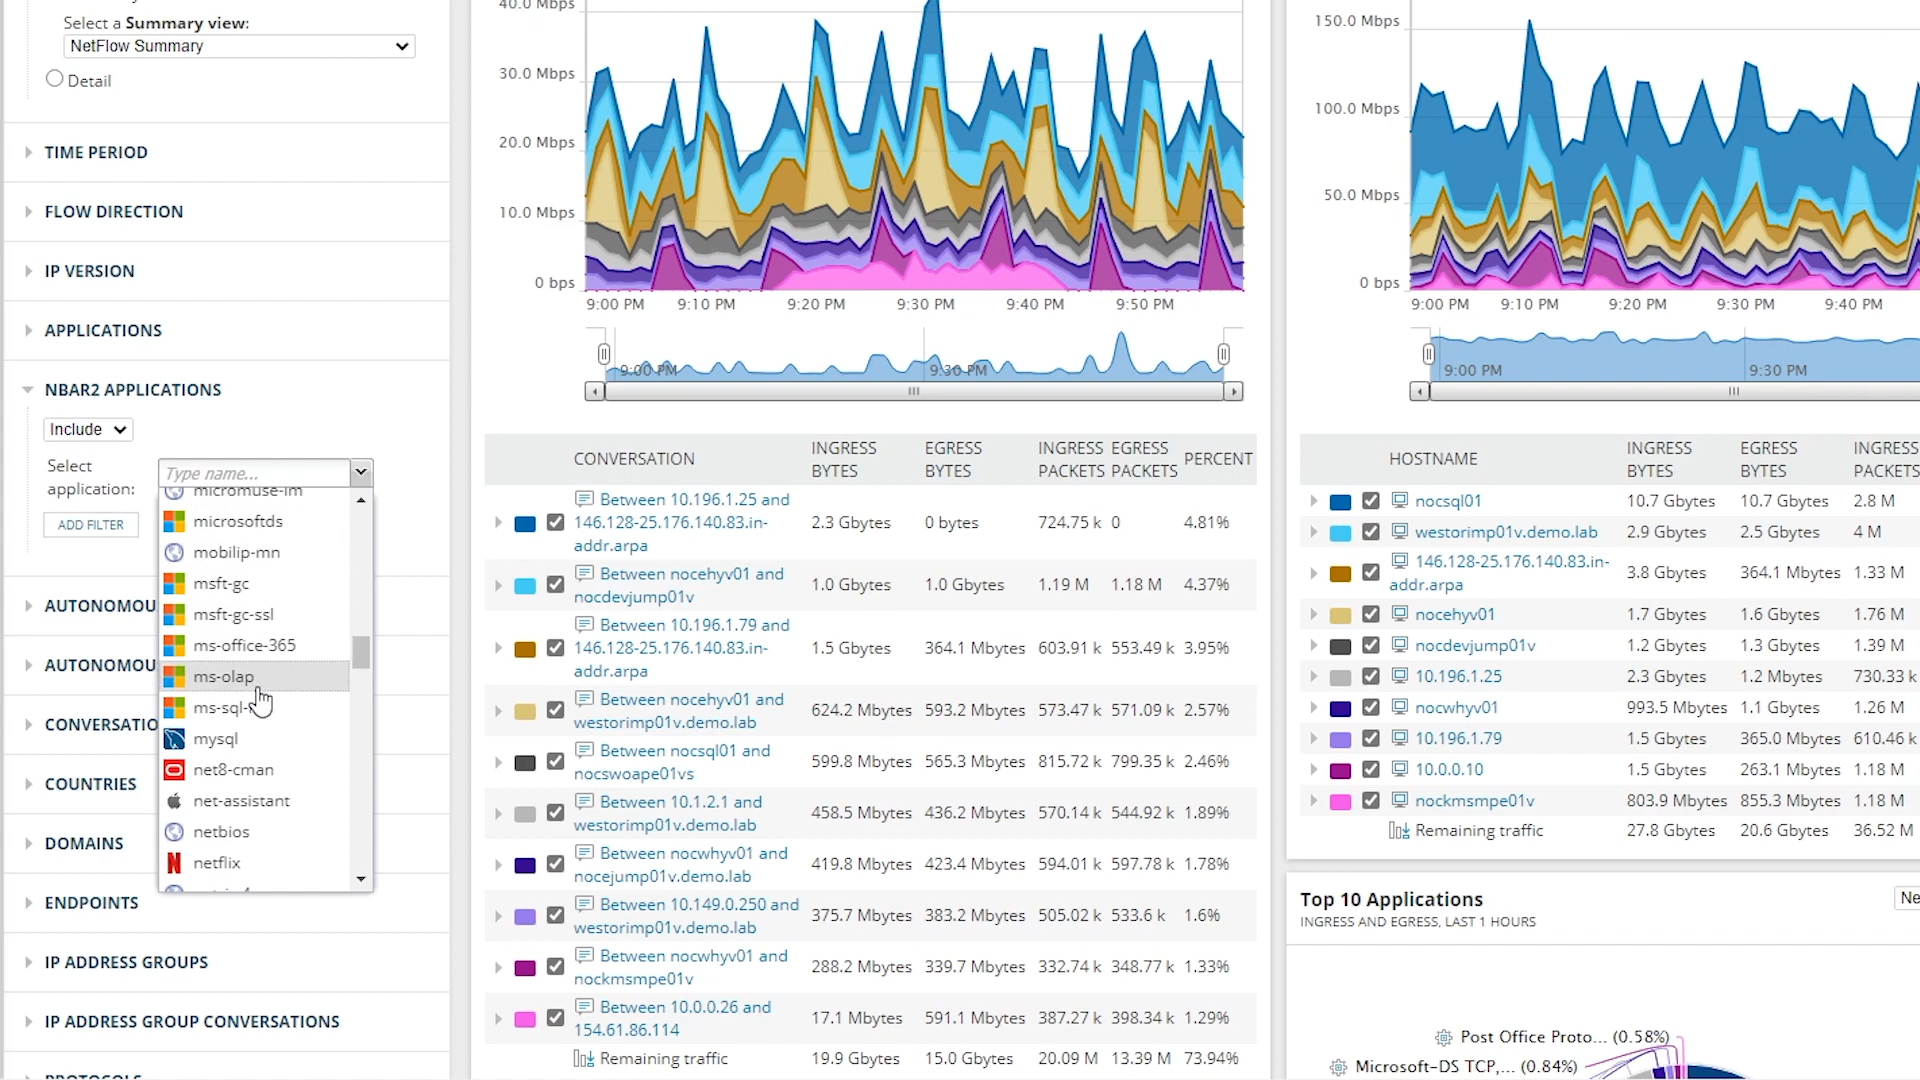 Select a Summary view:
NetFlow Summary
Detail
TIME PERIOD
FLOW DIRECTION
IP VERSION
APPLICATIONS
NBAR2 APPLICATIONS
Include
Select
application:
Type name...
ADD FILTER
micromuse-lm
microsoftds
mobilip-mn
msft-gc
msft-gc-ssl
ms-office-365
ms-olap
ms-sql-
mysql
net8-cman
net-assistant
netbios
netflix
AUTONOMOU
AUTONOMOU
CONVERSATIO
COUNTRIES
DOMAINS
ENDPOINTS
IP ADDRESS GROUPS
IP ADDRESS GROUP CONVERSATIONS
PROTOCOLS
40.0 Mbps
30.0 Mbps
20.0 Mbps
10.0 Mbps
0 bps
9:00 PM 9:10 PM 9:20 PM 9:30 PM 9:40 PM 9:50 PM
9:00 PM 9:30 PM
CONVERSATION INGRESS BYTES EGRESS BYTES INGRESS PACKETS EGRESS PACKETS PERCENT
Between 10.196.1.25 and
146.128-25.176.140.83.in-
addr.arpa
2.3 Gbytes 0 bytes 724.75 k 0 4.81%
Between nocehyv01 and
nocdevjump01v
1.0 Gbytes 1.0 Gbytes 1.19 M 1.18 M 4.37%
Between 10.196.1.79 and
146.128-25.176.140.83.in-
addr.arpa
1.5 Gbytes 364.1 Mbytes 603.91 k 553.49 k 3.95%
Between nocehyv01 and
westorimp01v.demo.lab
624.2 Mbytes 593.2 Mbytes 573.47 k 571.09 k 2.57%
Between nocsql01 and
nocswoape01vs
599.8 Mbytes 565.3 Mbytes 815.72 k 799.35 k 2.46%
Between 10.1.2.1 and
westorimp01v.demo.lab
458.5 Mbytes 436.2 Mbytes 570.14 k 544.92 k 1.89%
Between nocwhyv01 and
nocejump01v.demo.lab
419.8 Mbytes 423.4 Mbytes 594.01 k 597.78 k 1.78%
Between 10.149.0.250 and
westorimp01v.demo.lab
375.7 Mbytes 383.2 Mbytes 505.02 k 533.6 k 1.6%
Between nocwhyv01 and
nockmsmpe01v
288.2 Mbytes 339.7 Mbytes 332.74 k 348.77 k 1.33%
Between 10.0.0.26 and
154.61.86.114
17.1 Mbytes 591.1 Mbytes 387.27 k 398.34 k 1.29%
Remaining traffic 19.9 Gbytes 15.0 Gbytes 20.09 M 13.39 M 73.94%
150.0 Mbps
100.0 Mbps
50.0 Mbps
0 bps
9:00 PM 9:10 PM 9:20 PM 9:30 PM 9:40 PM
9:00 PM 9:30 PM
HOSTNAME INGRESS BYTES EGRESS BYTES INGRESS PACKETS
nocsql01 10.7 Gbytes 10.7 Gbytes 2.8 M
westorimp01v.demo.lab 2.9 Gbytes 2.5 Gbytes 4 M
146.128-25.176.140.83.in-
addr.arpa
3.8 Gbytes 364.1 Mbytes 1.33 M
nocehyv01 1.7 Gbytes 1.6 Gbytes 1.76 M
nocdevjump01v 1.2 Gbytes 1.3 Gbytes 1.39 M
10.196.1.25 2.3 Gbytes 1.2 Mbytes 730.33 k
nocwhyv01 993.5 Mbytes 1.1 Gbytes 1.26 M
10.196.1.79 1.5 Gbytes 365.0 Mbytes 610.46 k
10.0.0.10 1.5 Gbytes 263.1 Mbytes 1.18 M
nockmsmpe01v 803.9 Mbytes 855.3 Mbytes 1.18 M
Remaining traffic 27.8 Gbytes 20.6 Gbytes 36.52 M
Top 10 Applications
Ne
INGRESS AND EGRESS, LAST 1 HOURS
Post Office Proto... (0.58%)
Microsoft-DS TCP,... (0.84%)